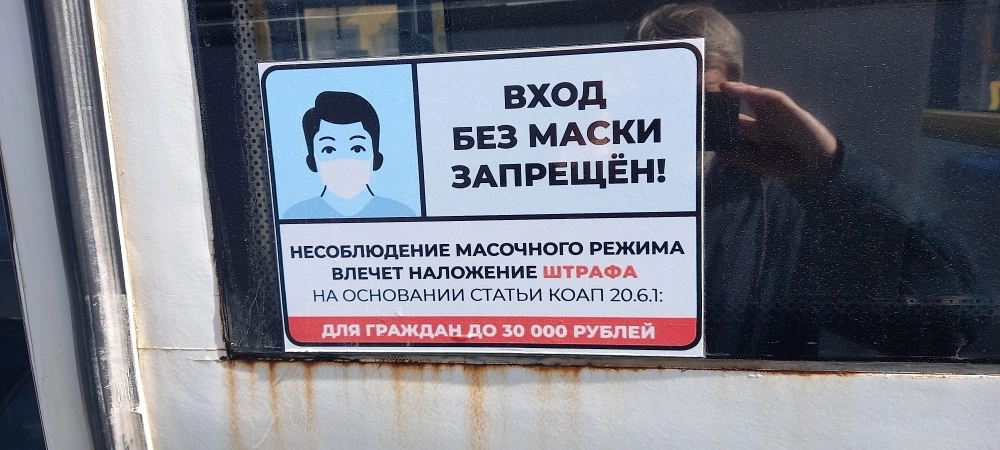 ВХОД
БЕЗ МАСКИ
ЗАПРЕЩЁН!
НЕСОБЛЮДЕНИЕ МАСОЧНОГО РЕЖИМА
ВЛЕЧЕТ НАЛОЖЕНИЕ ШТРАФА
НА ОСНОВАНИИ СТАТЬИ КОАП 20.6.1:
ДЛЯ ГРАЖДАН ДО 30 000 РУБЛЕЙ